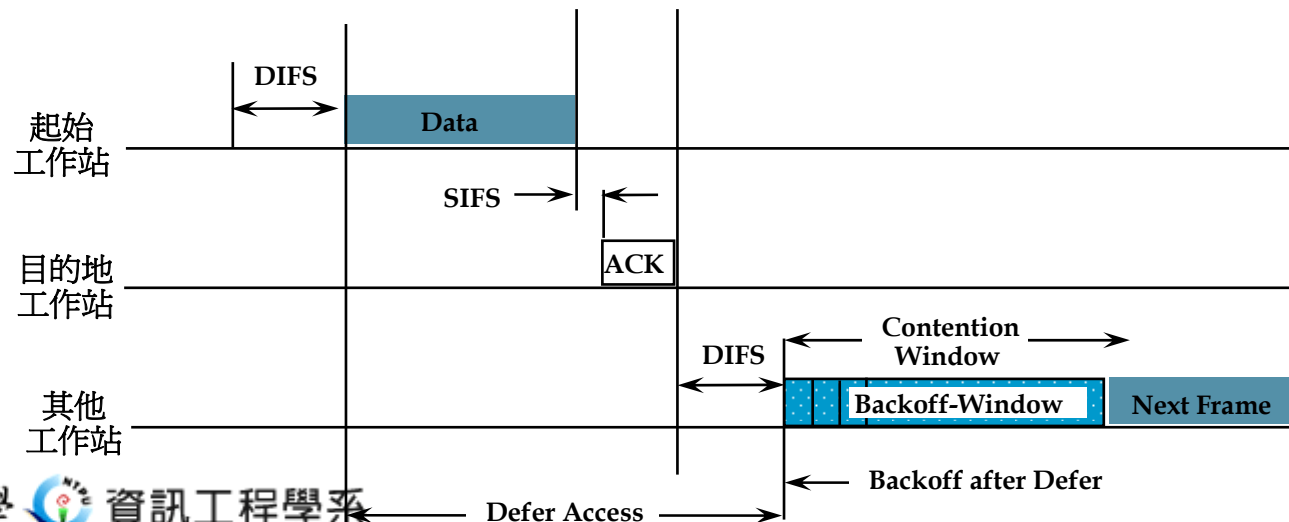 DIFS
起始
工作站
Data
SIFS
目的地
工作站
ACK
DIFS
Contention
Window
其他
工作站
Backoff-Window
Next Frame
Backoff after Defer
學
資訊工程學系
Defer Access